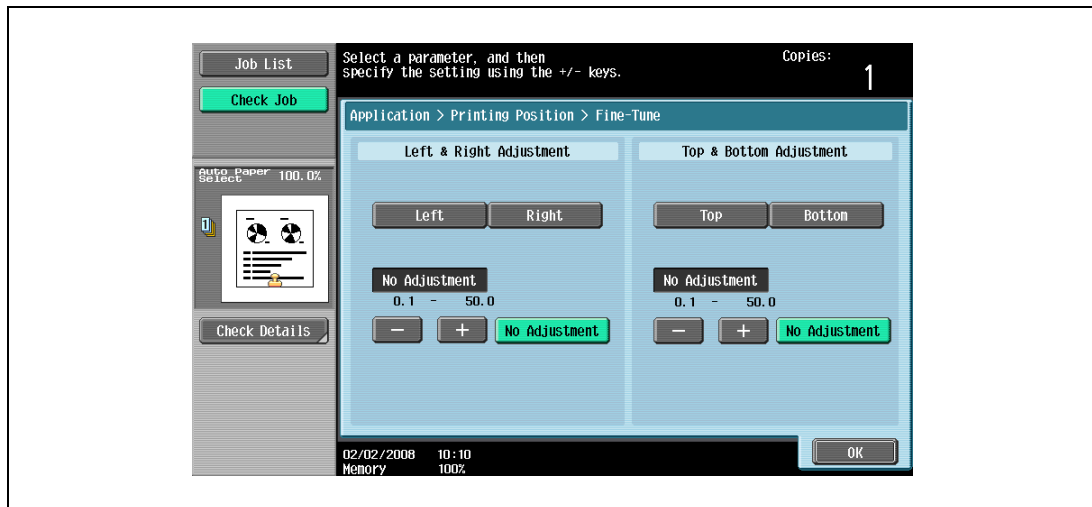 Job List
Check Job
Select a parameter, and then
specify the setting using the +/- keys.
Copies:
1
Application > Printing Position > Fine-Tune
Auto Paper
Select
100.0%
1
Check Details
Left & Right Adjustment
Left
Right
No Adjustment
0.1 - 50.0
− + No Adjustment
Top & Bottom Adjustment
Top
Bottom
No Adjustment
0.1 - 50.0
− + No Adjustment
02/02/2008 10:10
Memory 100%
OK